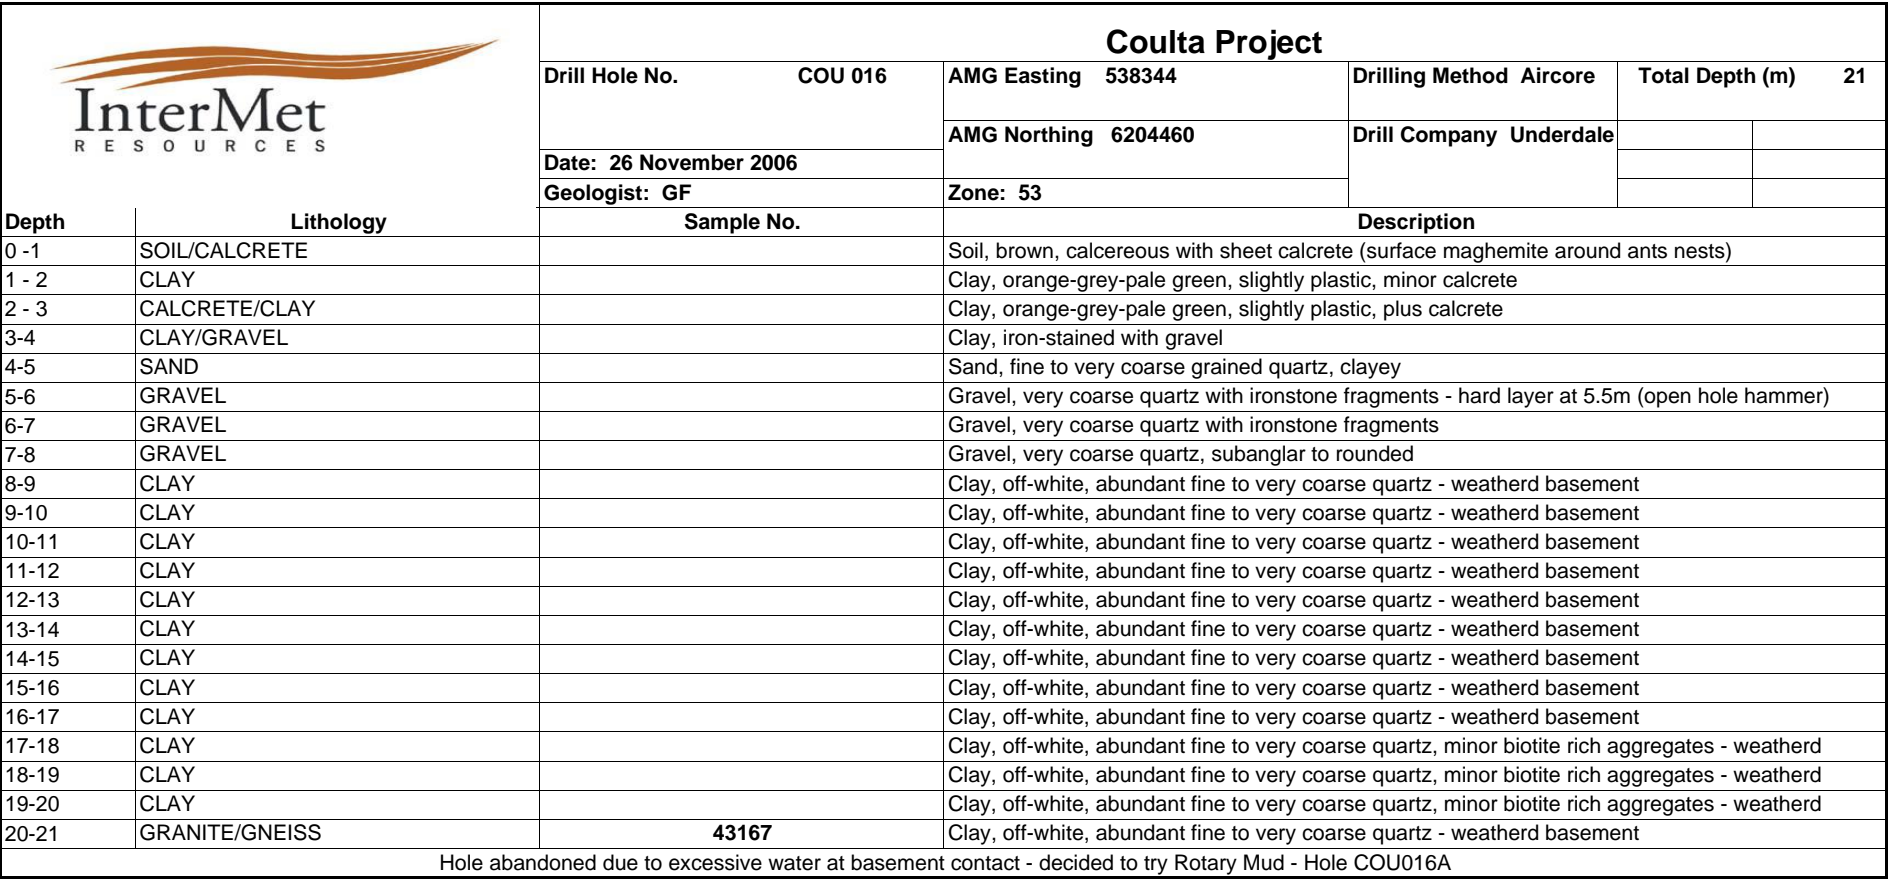 InterMet
RESOURCES
Coulta Project
Drill Hole No. COU 016 AMG Easting 538344 Drilling Method Aircore Total Depth (m) 21
AMG Northing 6204460 Drill Company Underdale
Date: 26 November 2006
Geologist: GF Zone: 53
Depth Lithology Sample No. Description
0 -1 SOIL/CALCRETE Soil, brown, calcereous with sheet calcrete (surface maghemite around ants nests)
1 - 2 CLAY Clay, orange-grey-pale green, slightly plastic, minor calcrete
2 - 3 CALCRETE/CLAY Clay, orange-grey-pale green, slightly plastic, plus calcrete
3-4 CLAY/GRAVEL Clay, iron-stained with gravel
4-5 SAND Sand, fine to very coarse grained quartz, clayey
5-6 GRAVEL Gravel, very coarse quartz with ironstone fragments - hard layer at 5.5m (open hole hammer)
6-7 GRAVEL Gravel, very coarse quartz with ironstone fragments
7-8 GRAVEL Gravel, very coarse quartz, subanglar to rounded
8-9 CLAY Clay, off-white, abundant fine to very coarse quartz - weatherd basement
9-10 CLAY Clay, off-white, abundant fine to very coarse quartz - weatherd basement
10-11 CLAY Clay, off-white, abundant fine to very coarse quartz - weatherd basement
11-12 CLAY Clay, off-white, abundant fine to very coarse quartz - weatherd basement
12-13 CLAY Clay, off-white, abundant fine to very coarse quartz - weatherd basement
13-14 CLAY Clay, off-white, abundant fine to very coarse quartz - weatherd basement
14-15 CLAY Clay, off-white, abundant fine to very coarse quartz - weatherd basement
15-16 CLAY Clay, off-white, abundant fine to very coarse quartz - weatherd basement
16-17 CLAY Clay, off-white, abundant fine to very coarse quartz - weatherd basement
17-18 CLAY Clay, off-white, abundant fine to very coarse quartz, minor biotite rich aggregates - weatherd
18-19 CLAY Clay, off-white, abundant fine to very coarse quartz, minor biotite rich aggregates - weatherd
19-20 CLAY Clay, off-white, abundant fine to very coarse quartz, minor biotite rich aggregates - weatherd
20-21 GRANITE/GNEISS 43167 Clay, off-white, abundant fine to very coarse quartz - weatherd basement
Hole abandoned due to excessive water at basement contact - decided to try Rotary Mud - Hole COU016A